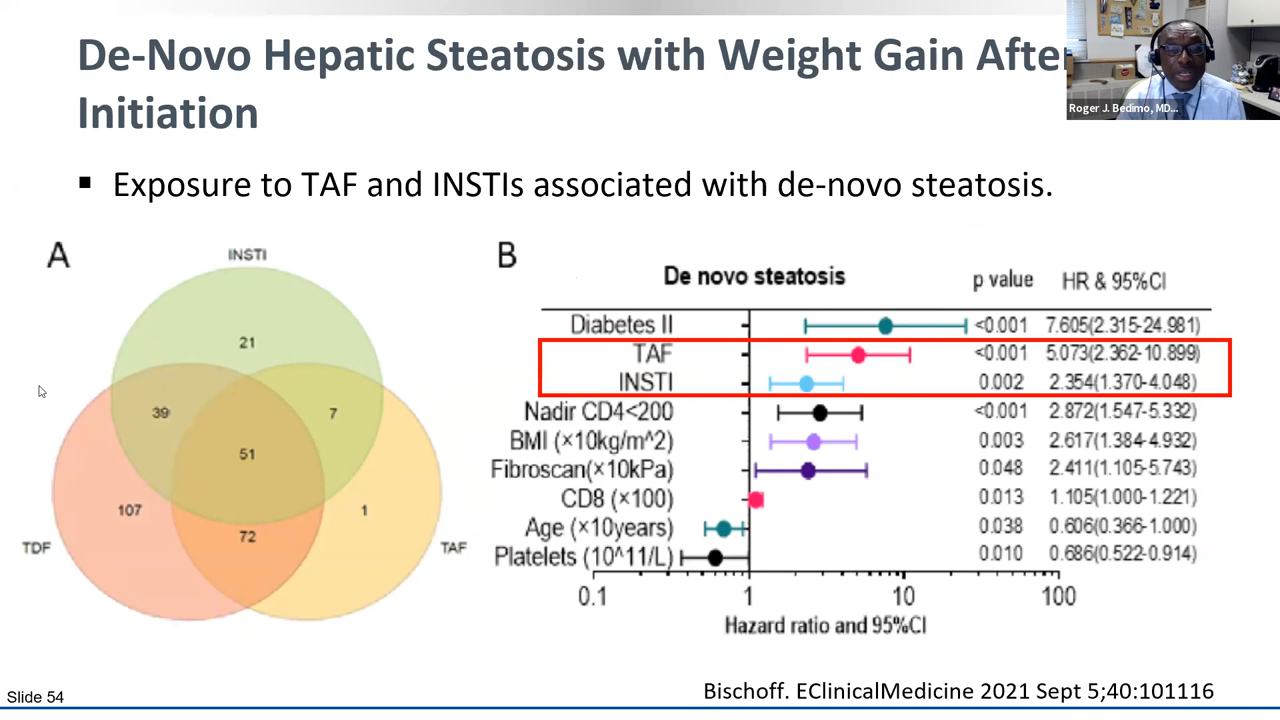 De-Novo Hepatic Steatosis with Weight Gain Afte
Initiation
Roger J. Bedimo, MD...
▪ Exposure to TAF and INSTIs associated with de-novo steatosis.
A
INSTI
21
39
7
51
107
1
72
TDF
TAF
B
De novo steatosis p value HR & 95%CI
Diabetes II <0.001 7.605(2.315-24.981)
TAF <0.001 5.073(2.362-10.899)
INSTI 0.002 2.354(1.370-4.048)
Nadir CD4<200 <0.001 2.872(1.547-5.332)
BMI (×10kg/m^2) 0.003 2.617(1.384-4.932)
Fibroscan(×10kPa) 0.048 2.411(1.105-5.743)
CD8 (×100) 0.013 1.105(1.000-1.221)
Age (×10years) 0.038 0.606(0.366-1.000)
Platelets (10^11/L) 0.010 0.686(0.522-0.914)
0.1 1 10 100
Hazard ratio and 95%CI
Bischoff. EClinicalMedicine 2021 Sept 5;40:101116
Slide 54